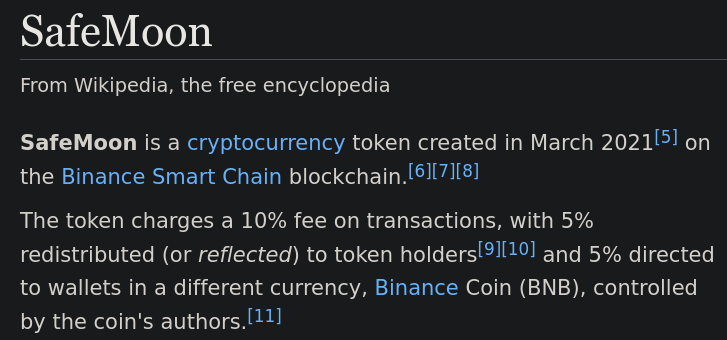 SafeMoon
From Wikipedia, the free encyclopedia
SafeMoon is a cryptocurrency token created in March 2021[5] on
the Binance Smart Chain blockchain.[6][7][8]
The token charges a 10% fee on transactions, with 5%
redistributed (or reflected) to token holders[9][10] and 5% directed
to wallets in a different currency, Binance Coin (BNB), controlled
by the coin's authors.[11]